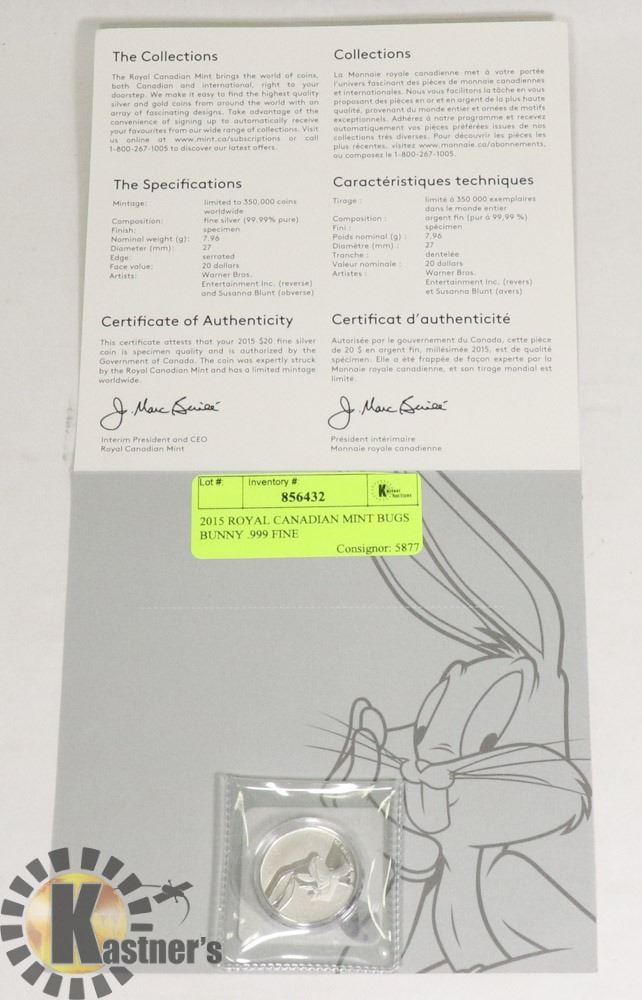 The Collections
The Royal Canadian Mint brings the world of coins,
both Canadian and international, right to your
doorstep. We make it easy to find the highest quality
silver and gold coins from around the world with an
array of fascinating designs. Take advantage of the
convenience of signing up to automatically receive
your favourites from our wide range of collections. Visit
us online at www.mint.ca/subscriptions or call
1-800-267-1005 to discover our latest offers.
Collections
La Monnaie royale canadienne met à votre portée
l'univers fascinant des pièces de monnaie canadiennes
et internationales. Nous vous facilitons la tâche en vous
proposant des pièces en or et en argent de la plus haute
qualité, provenant du monde entier et ornées de motifs
exceptionnels. Adhérez à notre programme et recevez
automatiquement vos pièces préférées issues de nos
collections très diverses. Pour découvrir les pièces les
plus récentes, visitez www.monnaie.ca/abonnements,
ou composez le 1-800-267-1005.
The Specifications
Mintage: limited to 350,000 coins
worldwide
Composition: fine silver (99.99% pure)
Finish: specimen
Nominal weight (g): 7.96
Diameter (mm): 27
Edge: serrated
Face value: 20 dollars
Artists: Warner Bros.
Entertainment Inc. (reverse)
and Susanna Blunt (obverse)
Caractéristiques techniques
Tirage : limité à 350 000 exemplaires
dans le monde entier
Composition : argent fin (pur à 99,99 %)
Fini : spécimen
Poids nominal (g) : 7,96
Diamètre (mm) : 27
Tranche : dentelée
Valeur nominale : 20 dollars
Artistes : Warner Bros.
Entertainment Inc. (revers)
et Susanna Blunt (avers)
Certificate of Authenticity
This certificate attests that your 2015 $20 fine silver
coin is specimen quality and is authorized by the
Government of Canada. The coin was expertly struck
by the Royal Canadian Mint and has a limited mintage
worldwide.
Interim President and CEO
Royal Canadian Mint
Certificat d'authenticité
Autorisée par le gouvernement du Canada, cette pièce
de 20 $ en argent fin, millésimée 2015, est de qualité
spécimen. Elle a été frappée de façon experte par la
Monnaie royale canadienne, et son tirage mondial est
limité.
Président intérimaire
Monnaie royale canadienne
Lot #: Inventory #:
856432
2015 ROYAL CANADIAN MINT BUGS
BUNNY .999 FINE
Consignor: 5877
Kastner's